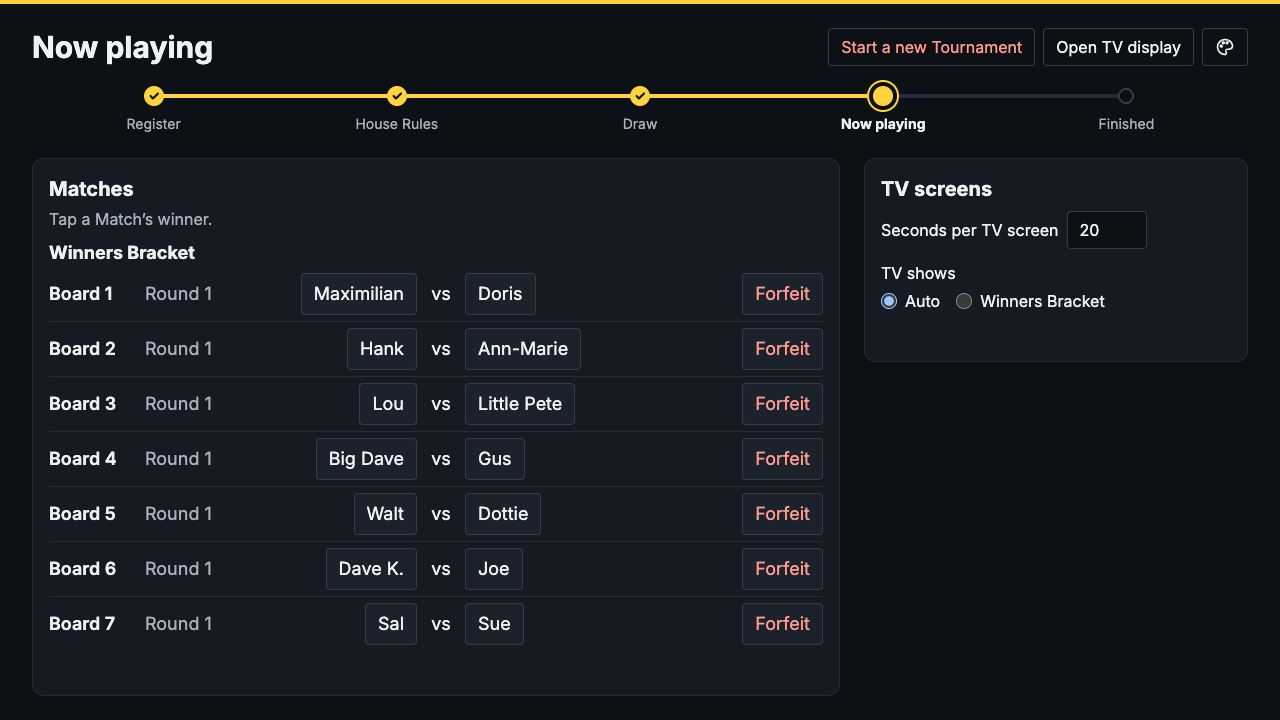 Now playing
Start a new Tournament
Open TV display
Register
House Rules
Draw
Now playing
Finished
Matches
Tap a Match’s winner.
Winners Bracket
Board 1 Round 1 Maximilian vs Doris Forfeit
Board 2 Round 1 Hank vs Ann-Marie Forfeit
Board 3 Round 1 Lou vs Little Pete Forfeit
Board 4 Round 1 Big Dave vs Gus Forfeit
Board 5 Round 1 Walt vs Dottie Forfeit
Board 6 Round 1 Dave K. vs Joe Forfeit
Board 7 Round 1 Sal vs Sue Forfeit
TV screens
Seconds per TV screen 20
TV shows
Auto Winners Bracket